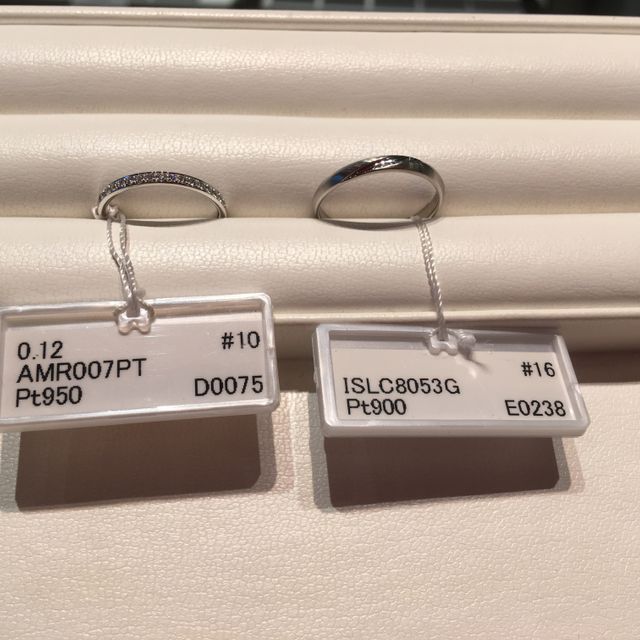 0.12 #10
AMR007PT
Pt950 D0075
#16
ISLC8053G
Pt900 E0238